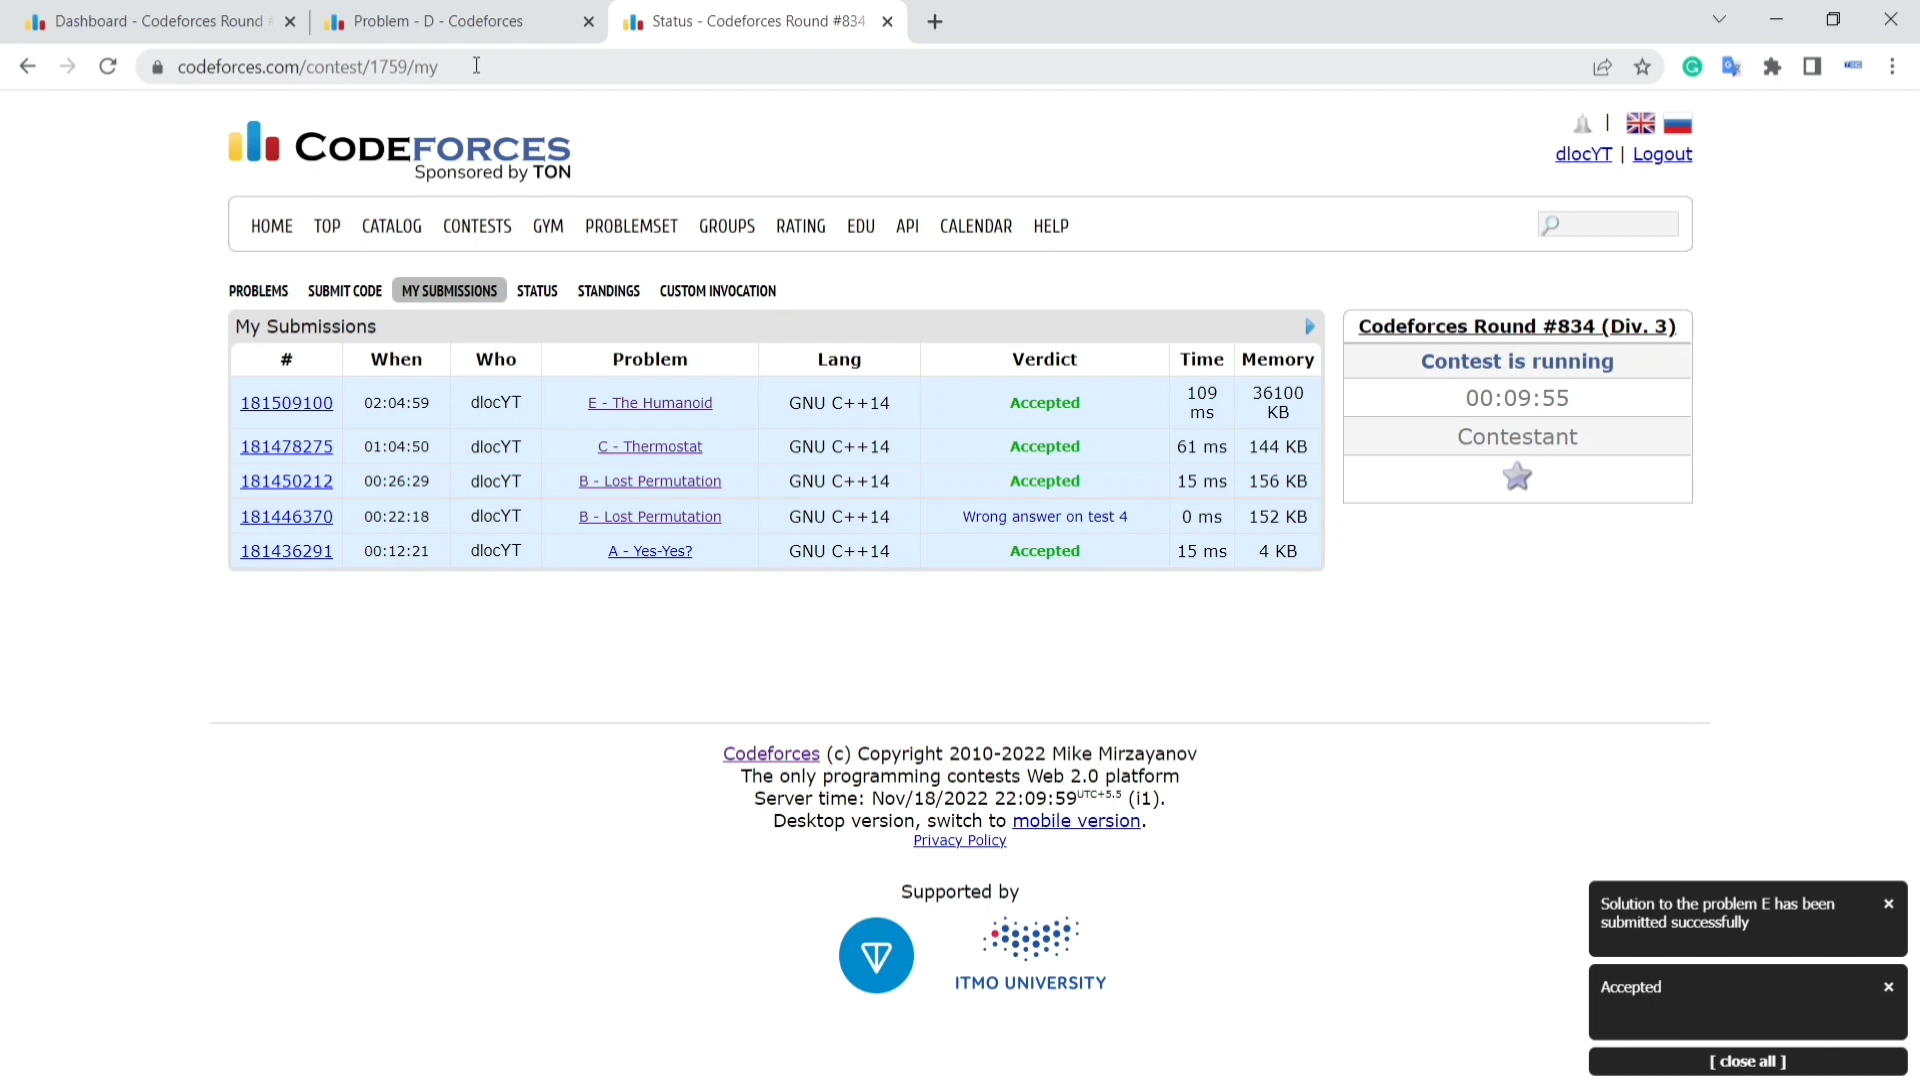 Dashboard - Codeforces Round #
Problem - D - Codeforces
Status - Codeforces Round #834
codeforces.com/contest/1759/my
CODEFORCES
Sponsored by TON
dlocYT | Logout
HOME TOP CATALOG CONTESTS GYM PROBLEMSET GROUPS RATING EDU API CALENDAR HELP
PROBLEMS SUBMIT CODE MY SUBMISSIONS STATUS STANDINGS CUSTOM INVOCATION
My Submissions
# When Who Problem Lang Verdict Time Memory
181509100 02:04:59 dlocYT E - The Humanoid GNU C++14 Accepted 109 ms 36100 KB
181478275 01:04:50 dlocYT C - Thermostat GNU C++14 Accepted 61 ms 144 KB
181450212 00:26:29 dlocYT B - Lost Permutation GNU C++14 Accepted 15 ms 156 KB
181446370 00:22:18 dlocYT B - Lost Permutation GNU C++14 Wrong answer on test 4 0 ms 152 KB
181436291 00:12:21 dlocYT A - Yes-Yes? GNU C++14 Accepted 15 ms 4 KB
Codeforces Round #834 (Div. 3)
Contest is running
00:09:55
Contestant
Codeforces (c) Copyright 2010-2022 Mike Mirzayanov
The only programming contests Web 2.0 platform
Server time: Nov/18/2022 22:09:59UTC+5.5 (i1).
Desktop version, switch to mobile version.
Privacy Policy
Supported by
ITMO UNIVERSITY
Solution to the problem E has been
submitted successfully
Accepted
[ close all ]